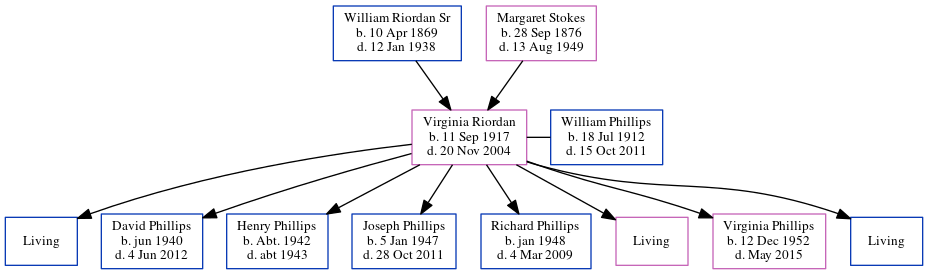 William Riordan Sr
b. 10 Apr 1869
d. 12 Jan 1938
Margaret Stokes
b. 28 Sep 1876
d. 13 Aug 1949
Virginia Riordan
b. 11 Sep 1917
d. 20 Nov 2004
William Phillips
b. 18 Jul 1912
d. 15 Oct 2011
Living
David Phillips
b. jun 1940
d. 4 Jun 2012
Henry Phillips
b. Abt. 1942
d. abt 1943
Joseph Phillips
b. 5 Jan 1947
d. 28 Oct 2011
Richard Phillips
b. jan 1948
d. 4 Mar 2009
Living
Virginia Phillips
b. 12 Dec 1952
d. May 2015
Living